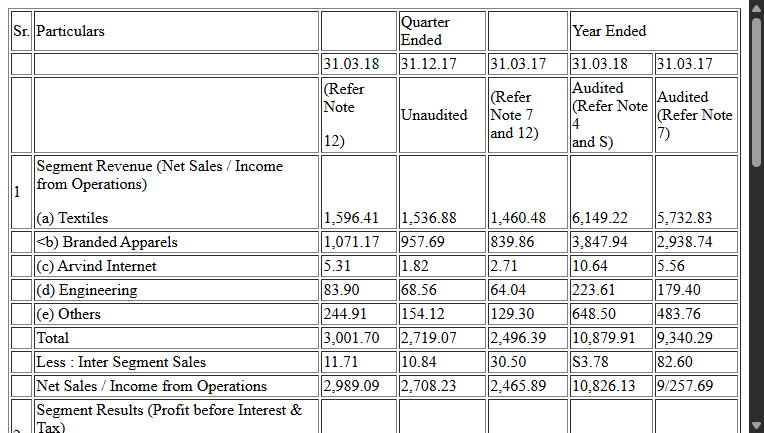 Sr. Particulars Quarter Ended Year Ended
31.03.18 31.12.17 31.03.17 31.03.18 31.03.17
(Refer Note 12) Unaudited (Refer Note 7 and 12) Audited (Refer Note 4 and S) Audited (Refer Note 7)
1 Segment Revenue (Net Sales / Income from Operations)
(a) Textiles 1,596.41 1,536.88 1,460.48 6,149.22 5,732.83
<b) Branded Apparels 1,071.17 957.69 839.86 3,847.94 2,938.74
(c) Arvind Internet 5.31 1.82 2.71 10.64 5.56
(d) Engineering 83.90 68.56 64.04 223.61 179.40
(e) Others 244.91 154.12 129.30 648.50 483.76
Total 3,001.70 2,719.07 2,496.39 10,879.91 9,340.29
Less : Inter Segment Sales 11.71 10.84 30.50 S3.78 82.60
Net Sales / Income from Operations 2,989.09 2,708.23 2,465.89 10,826.13 9/257.69
Segment Results (Profit before Interest & Tax)